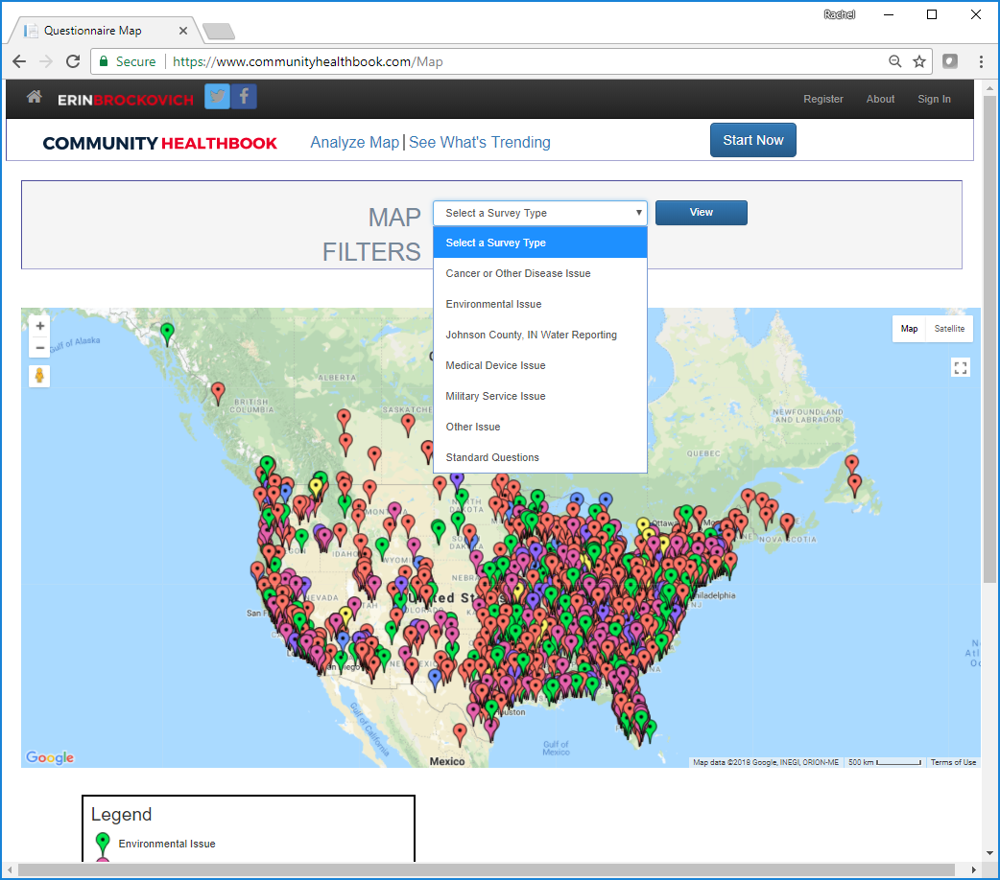 Rachel
Questionnaire Map
Secure https://www.communityhealthbook.com/Map
ERINBROCKOVICH Register About Sign In
COMMUNITY HEALTHBOOK Analyze Map|See What's Trending Start Now
MAP
FILTERS
Select a Survey Type View
Select a Survey Type
Cancer or Other Disease Issue
Environmental Issue
Johnson County, IN Water Reporting
Medical Device Issue
Military Service Issue
Other Issue
Standard Questions
Map Satellite
Gulf of Alaska
ALBERTA
BRITISH
COLUMBIA
NEWFOUNDLAND
AND LABRADOR
QUEBEC
NORTH
DAKOTA
Ottawa
NOVA SCOTIA
Philadelphia
NJ
United
Houston
Gulf of
California
Gulf of
Mexico
Mexico
Google
Map data ©2018 Google, INEGI, ORION-ME 500 km Terms of Use
Legend
Environmental Issue